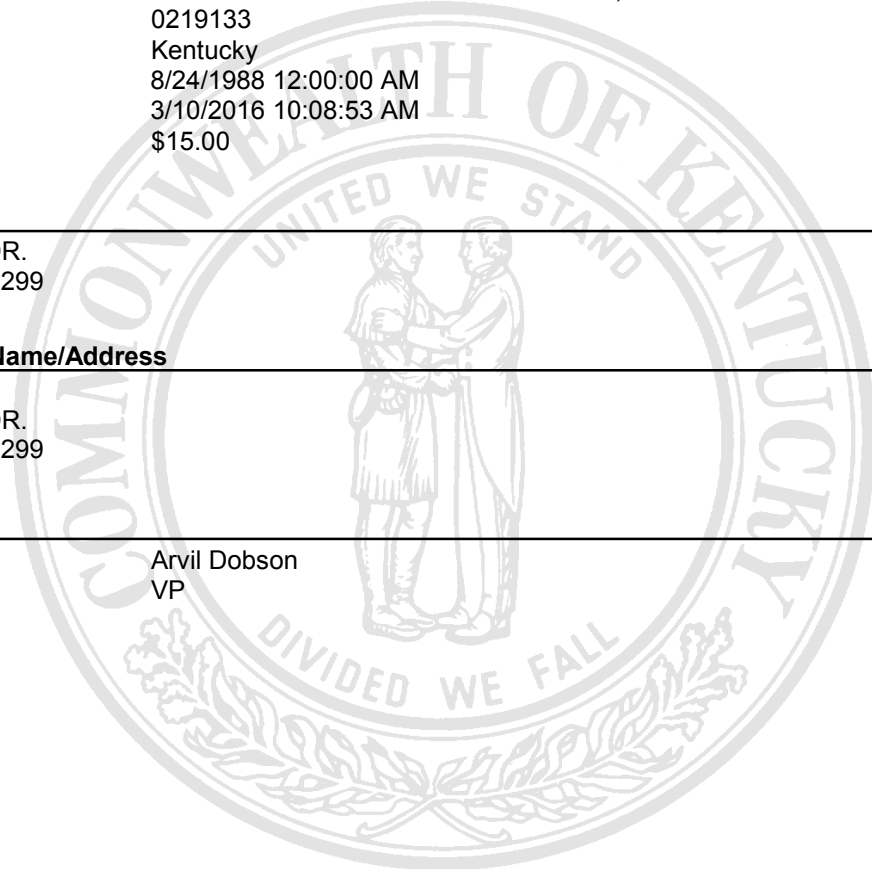 0219133
Kentucky
8/24/1988 12:00:00 AM
3/10/2016 10:08:53 AM
$15.00
R.
299
Name/Address
R.
299
Arvil Dobson
VP
COMMONWEALTH OF KENTUCKY
UNITED WE STAND
DIVIDED WE FALL